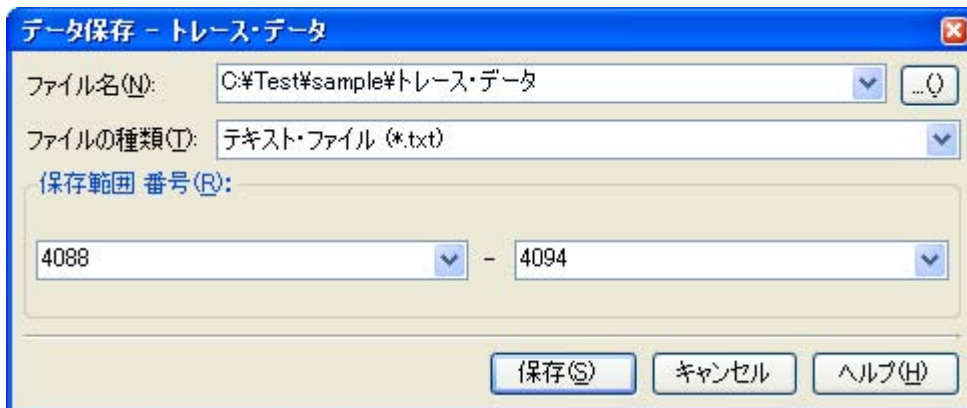 データ保存 - トレース・データ
ファイル名(N): C:¥Test¥sample¥トレース・データ ...()
ファイルの種類(T): テキスト・ファイル (*.txt)
保存範囲 番号(R):
4088 - 4094
保存(S) キャンセル ヘルプ(H)